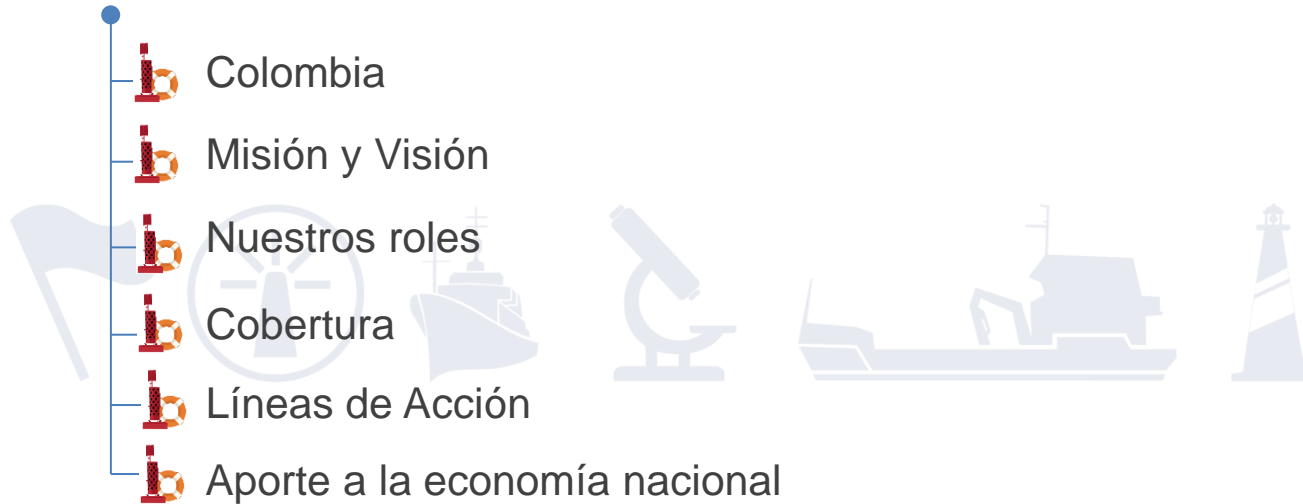 Colombia
Misión y Visión
Nuestros roles
Cobertura
Líneas de Acción
Aporte a la economía nacional